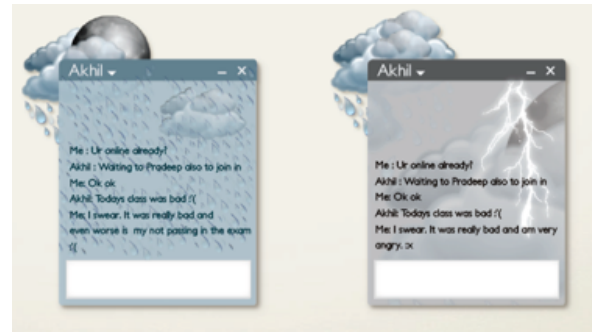 Akhil
Me : Ur online already?
Akhil : Waiting to Pradeep also to join in
Me: Ok ok
Akhil: Todays class was bad :'(
Me: I swear. It was really bad and
even worse is my not passing in the exam
:'(
Akhil
Me : Ur online already?
Akhil : Waiting to Pradeep also to join in
Me: Ok ok
Akhil: Todays class was bad :'(
Me: I swear. It was really bad and am very
angry. :x